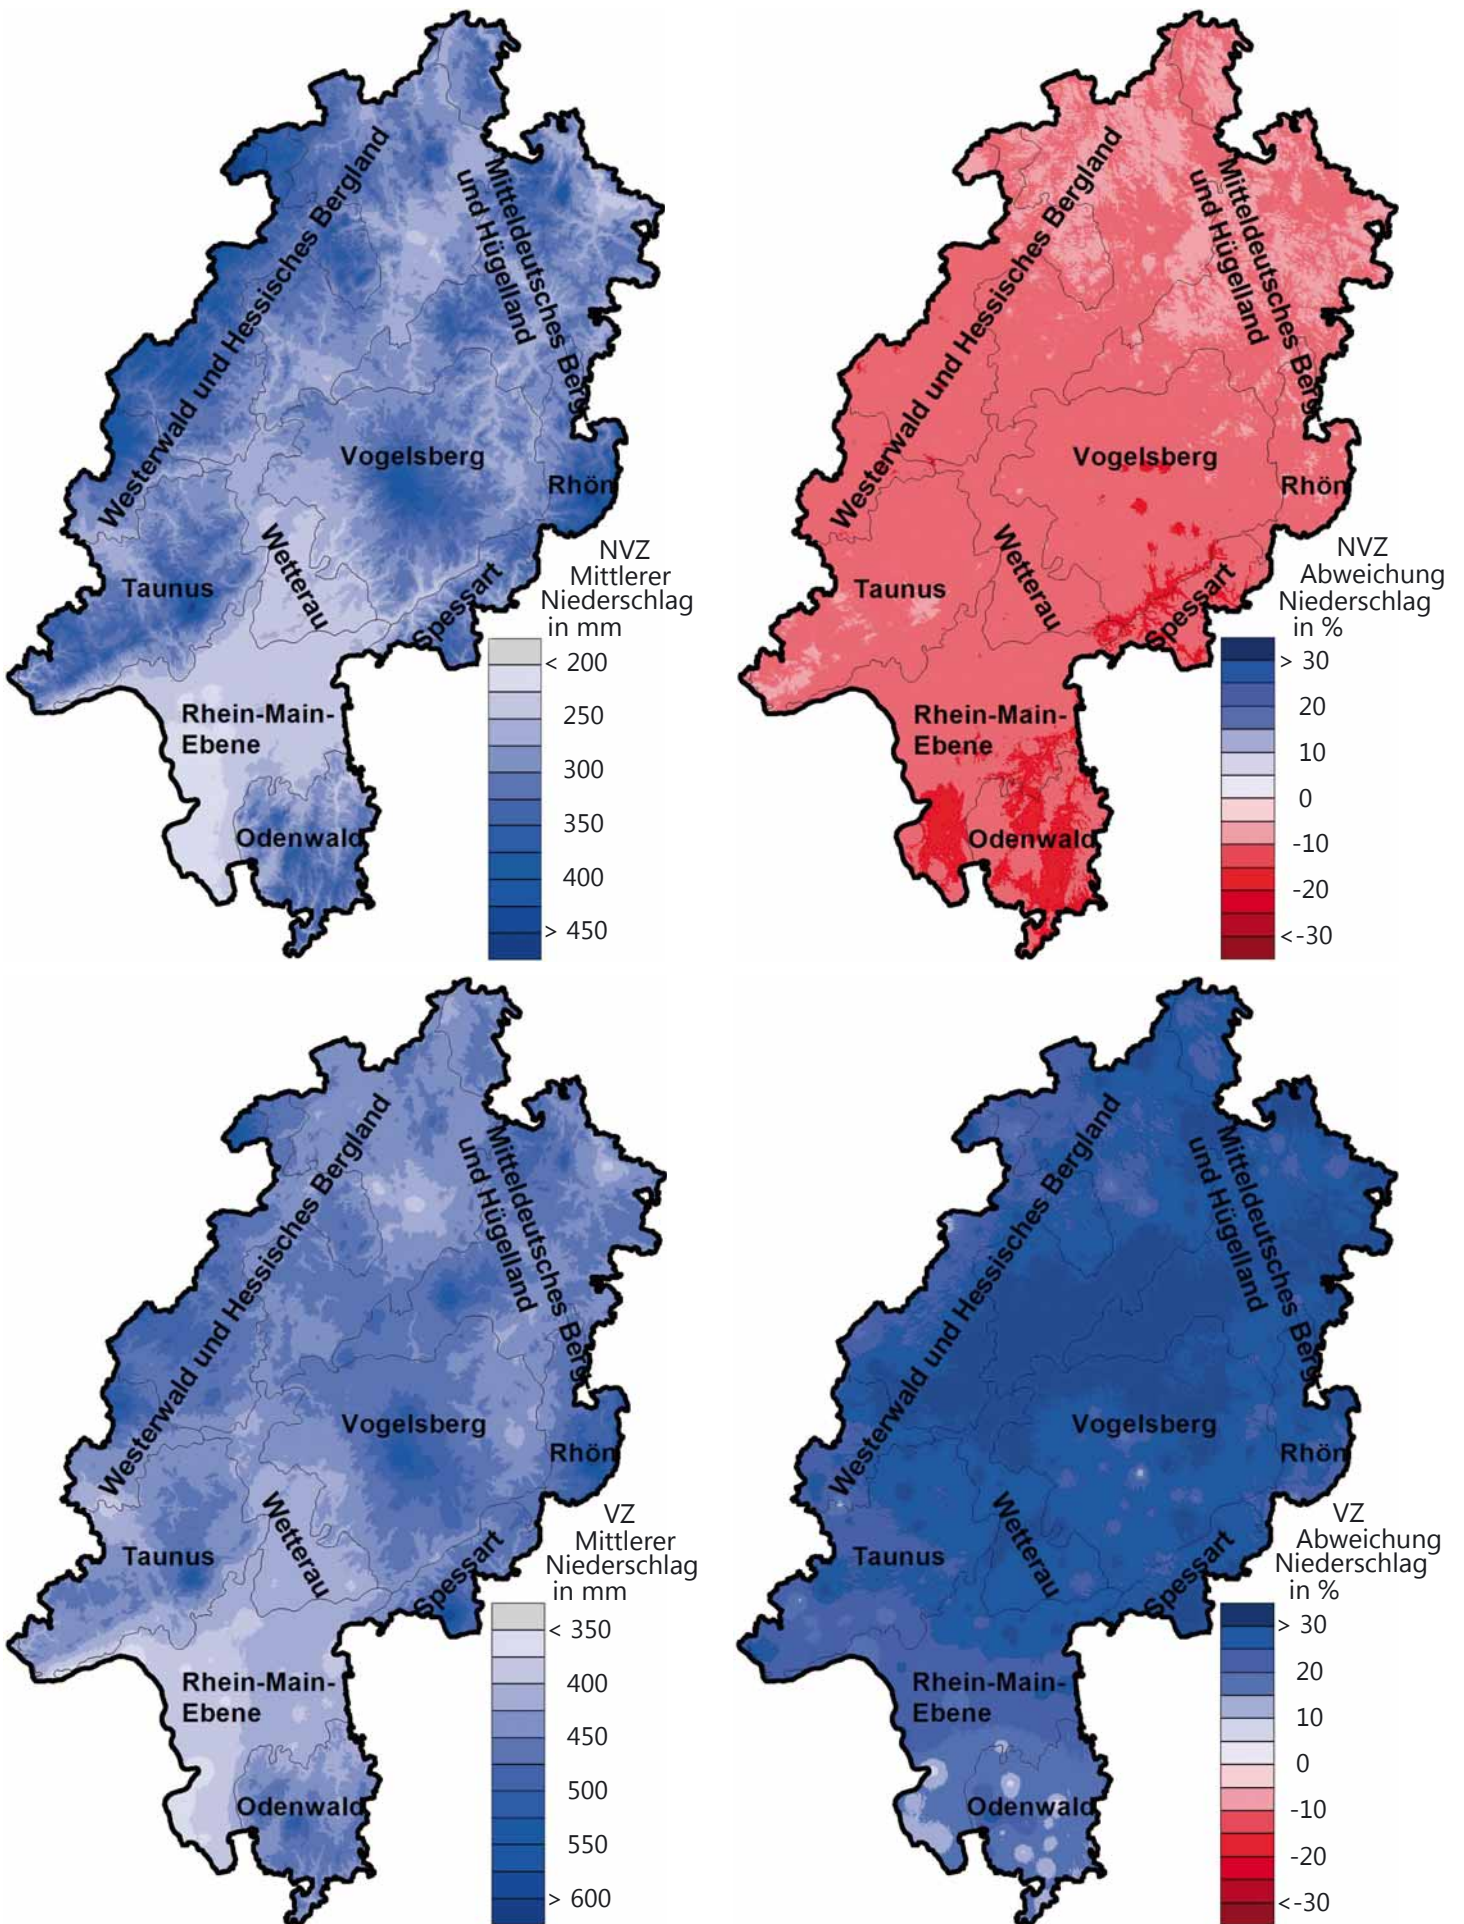 Westerwald und Hessisches Bergland
Mitteldeutsches Berg
und Hügelland
Vogelsberg
Rhön
Wetterau
Taunus
Spessart
Rhein-Main-
Ebene
Odenwald
NVZ
Mittlerer
Niederschlag
in mm
< 200
250
300
350
400
> 450
Westerwald und Hessisches Bergland
Mitteldeutsches Berg
und Hügelland
Vogelsberg
Rhön
Wetterau
Taunus
Spessart
Rhein-Main-
Ebene
Odenwald
NVZ
Abweichung
Niederschlag
in %
> 30
20
10
0
-10
-20
<-30
Westerwald und Hessisches Bergland
Mitteldeutsches Berg
und Hügelland
Vogelsberg
Rhön
Wetterau
Taunus
Spessart
Rhein-Main-
Ebene
Odenwald
VZ
Mittlerer
Niederschlag
in mm
< 350
400
450
500
550
> 600
Westerwald und Hessisches Bergland
Mitteldeutsches Berg
und Hügelland
Vogelsberg
Rhön
Wetterau
Taunus
Spessart
Rhein-Main-
Ebene
Odenwald
VZ
Abweichung
Niederschlag
in %
> 30
20
10
0
-10
-20
<-30